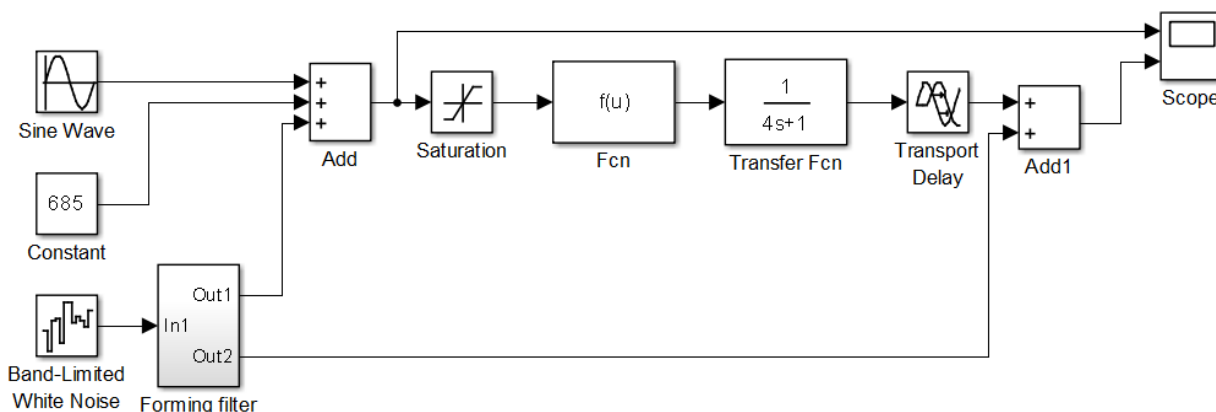 Sine Wave
685
Constant
Band-Limited
White Noise
In1
Out1
Out2
Forming filter
+
+
+
Add
Saturation
f(u)
Fcn
1
4s+1
Transfer Fcn
Transport
Delay
+
+
Add1
Scope